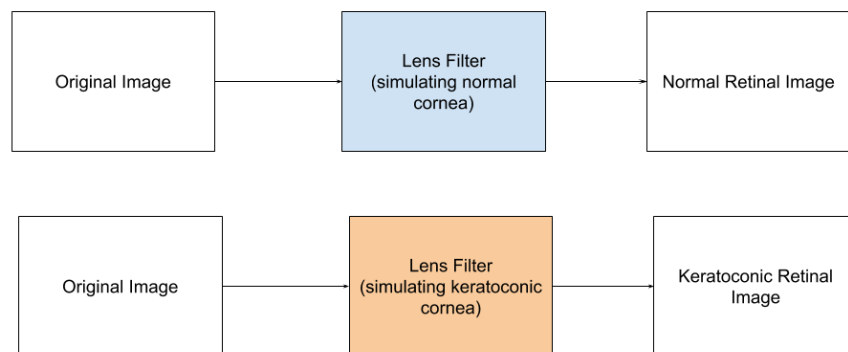 Original Image
Lens Filter
(simulating normal
cornea)
Normal Retinal Image
Original Image
Lens Filter
(simulating keratoconic
cornea)
Keratoconic Retinal
Image